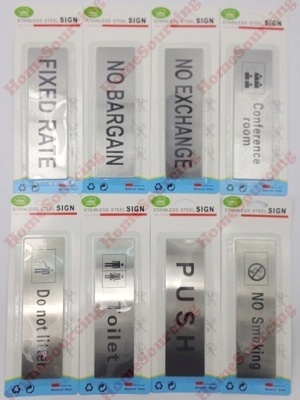 STAINLESS STEEL SIGN
FIXED RATE
STAINLESS STEEL SIGN
NO BARGAIN
STAINLESS STEEL SIGN
NO EXCHANGE
STAINLESS STEEL SIGN
Conference
room
STAINLESS STEEL SIGN
Do not litter
STAINLESS STEEL SIGN
Toilet
STAINLESS STEEL SIGN
PUSH
STAINLESS STEEL SIGN
NO Smoking
HomeSourcing